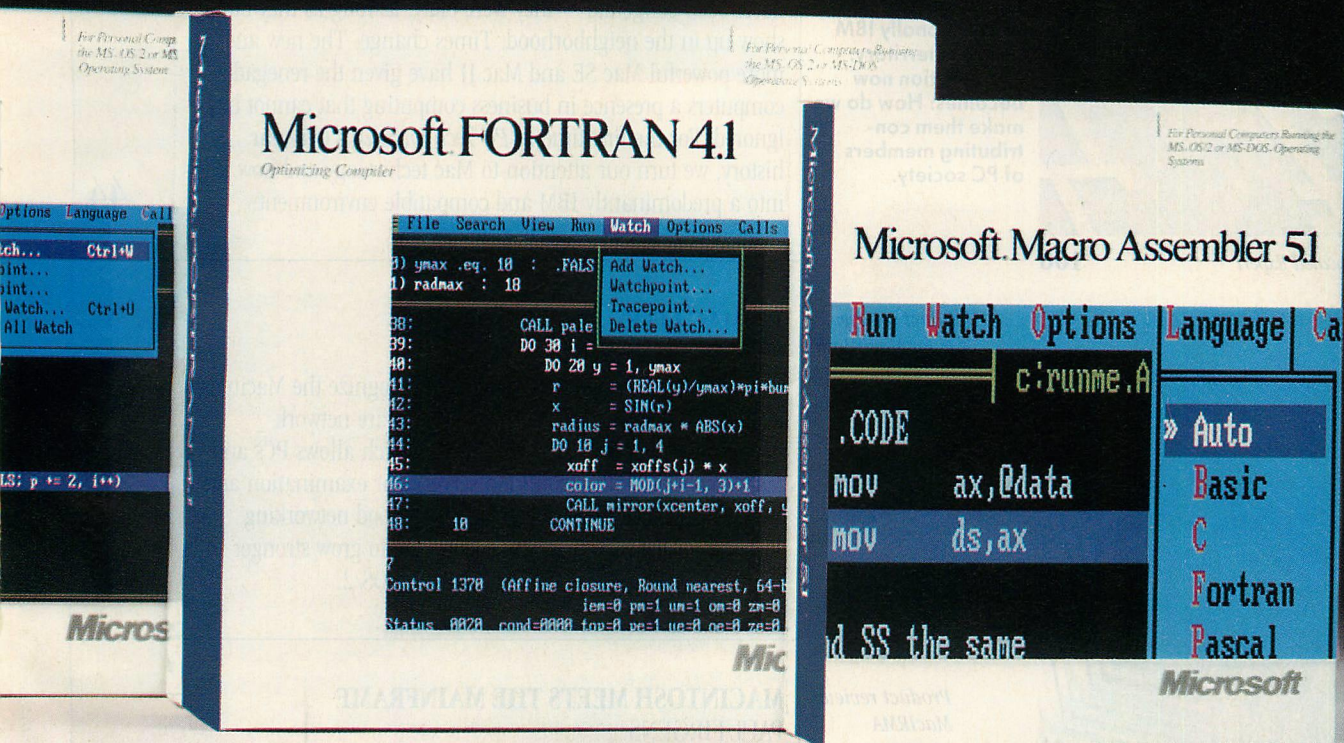 For Personal Comp
the MS. OS/2 or MS
Operating System
Options Language Call
tch... Ctrl+W
oint...
oint...
Watch... Ctrl+U
All Watch
LS; p += 2, i++)
Micros
For Personal Computers Running
the MS. OS/2 or MS-DOS
Operating Systems
Microsoft FORTRAN 4.1
Optimizing Compiler
File Search View Run Watch Options Calls
0) ymax .eq. 10 : .FALS
1) radmax : 18
Add Watch...
Watchpoint...
Tracepoint...
Delete Watch...
38: CALL pale
39: DO 30 i =
40: DO 20 y = 1, ymax
41: r = (REAL(y)/ymax)*pi*bum
42: x = SIN(r)
43: radius = radmax * ABS(x)
44: DO 10 j = 1, 4
45: xoff = xoffs(j) * x
46: color = MOD(j+i-1, 3)+1
47: CALL mirror(xcenter, xoff, y
48: 10 CONTINUE
7
Control 1370 (Affine closure, Round nearest, 64-b
iem=0 pm=1 um=1 om=0 zm=0
Status 0020 cond=0000 top=0 pe=1 ue=0 oe=0 ze=0
Mic
Microsoft Macro Assembler 5.1
For Personal Computers Running the
MS. OS/2 or MS-DOS. Operating
Systems
Microsoft. Macro Assembler 5.1
Run Watch Options Language Ca
c:runme.A
.CODE
mov ax,@data
mov ds,ax
nd SS the same
» Auto
Basic
C
Fortran
Pascal
Microsoft